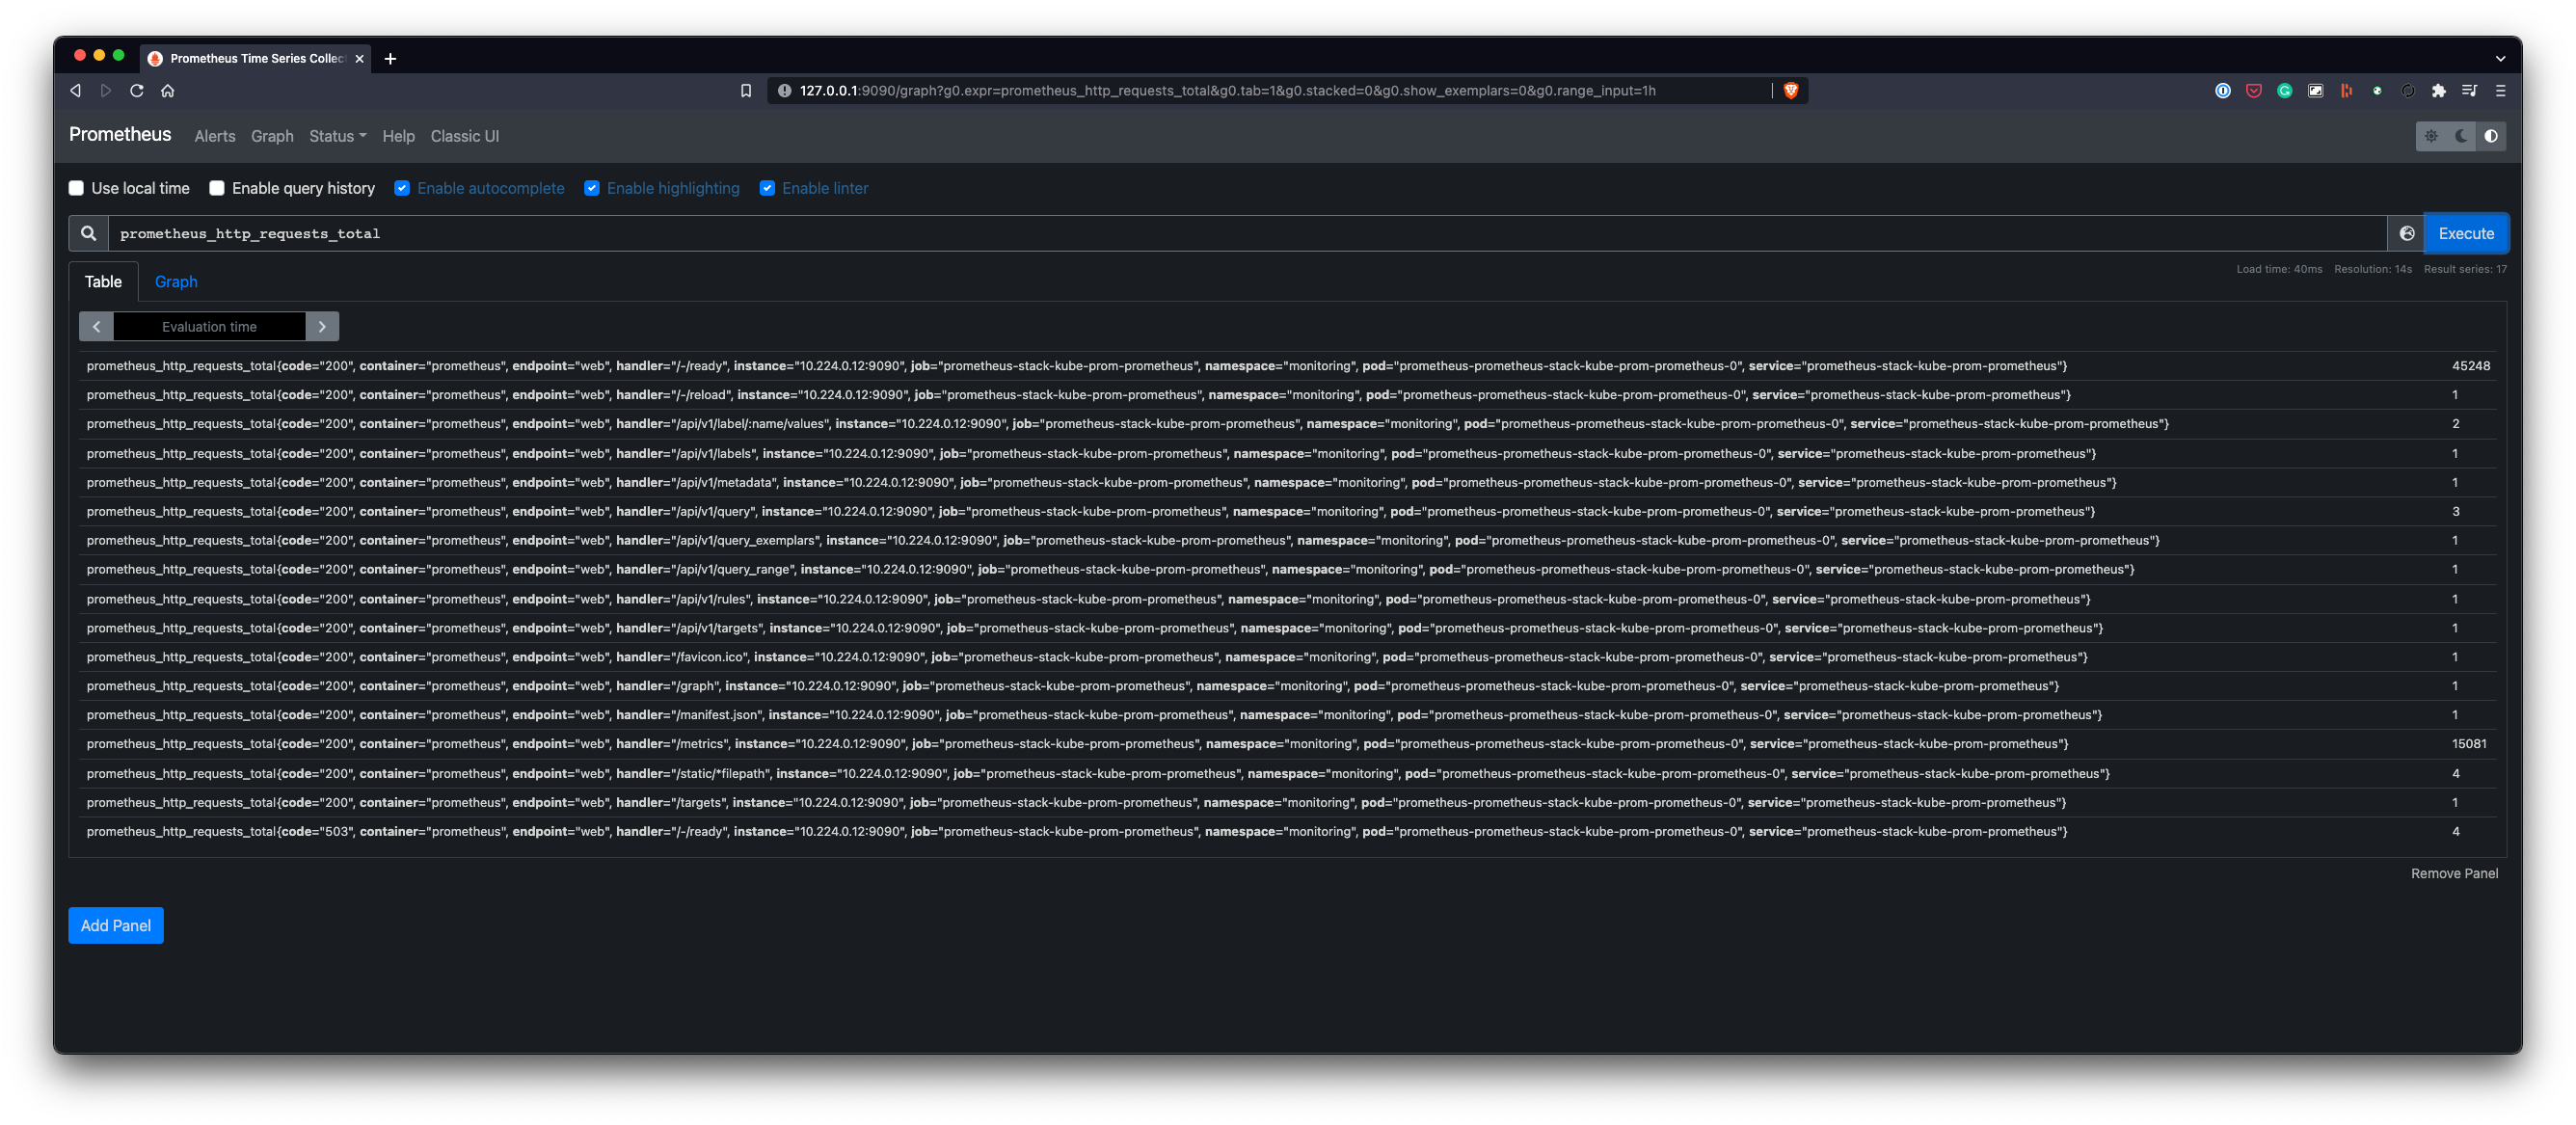 Prometheus Time Series Collec
127.0.0.1:9090/graph?g0.expr=prometheus_http_requests_total&g0.tab=1&g0.stacked=0&g0.show_exemplars=0&g0.range_input=1h
Prometheus Alerts Graph Status Help Classic UI
Use local time Enable query history Enable autocomplete Enable highlighting Enable linter
prometheus_http_requests_total Execute
Load time: 40ms Resolution: 14s Result series: 17
Table Graph
Evaluation time
prometheus_http_requests_total{code="200", container="prometheus", endpoint="web", handler="/-/ready", instance="10.224.0.12:9090", job="prometheus-stack-kube-prom-prometheus", namespace="monitoring", pod="prometheus-prometheus-stack-kube-prom-prometheus-0", service="prometheus-stack-kube-prom-prometheus"} 45248
prometheus_http_requests_total{code="200", container="prometheus", endpoint="web", handler="/-/reload", instance="10.224.0.12:9090", job="prometheus-stack-kube-prom-prometheus", namespace="monitoring", pod="prometheus-prometheus-stack-kube-prom-prometheus-0", service="prometheus-stack-kube-prom-prometheus"} 1
prometheus_http_requests_total{code="200", container="prometheus", endpoint="web", handler="/api/v1/label/:name/values", instance="10.224.0.12:9090", job="prometheus-stack-kube-prom-prometheus", namespace="monitoring", pod="prometheus-prometheus-stack-kube-prom-prometheus-0", service="prometheus-stack-kube-prom-prometheus"} 2
prometheus_http_requests_total{code="200", container="prometheus", endpoint="web", handler="/api/v1/labels", instance="10.224.0.12:9090", job="prometheus-stack-kube-prom-prometheus", namespace="monitoring", pod="prometheus-prometheus-stack-kube-prom-prometheus-0", service="prometheus-stack-kube-prom-prometheus"} 1
prometheus_http_requests_total{code="200", container="prometheus", endpoint="web", handler="/api/v1/metadata", instance="10.224.0.12:9090", job="prometheus-stack-kube-prom-prometheus", namespace="monitoring", pod="prometheus-prometheus-stack-kube-prom-prometheus-0", service="prometheus-stack-kube-prom-prometheus"} 1
prometheus_http_requests_total{code="200", container="prometheus", endpoint="web", handler="/api/v1/query", instance="10.224.0.12:9090", job="prometheus-stack-kube-prom-prometheus", namespace="monitoring", pod="prometheus-prometheus-stack-kube-prom-prometheus-0", service="prometheus-stack-kube-prom-prometheus"} 3
prometheus_http_requests_total{code="200", container="prometheus", endpoint="web", handler="/api/v1/query_exemplars", instance="10.224.0.12:9090", job="prometheus-stack-kube-prom-prometheus", namespace="monitoring", pod="prometheus-prometheus-stack-kube-prom-prometheus-0", service="prometheus-stack-kube-prom-prometheus"} 1
prometheus_http_requests_total{code="200", container="prometheus", endpoint="web", handler="/api/v1/query_range", instance="10.224.0.12:9090", job="prometheus-stack-kube-prom-prometheus", namespace="monitoring", pod="prometheus-prometheus-stack-kube-prom-prometheus-0", service="prometheus-stack-kube-prom-prometheus"} 1
prometheus_http_requests_total{code="200", container="prometheus", endpoint="web", handler="/api/v1/rules", instance="10.224.0.12:9090", job="prometheus-stack-kube-prom-prometheus", namespace="monitoring", pod="prometheus-prometheus-stack-kube-prom-prometheus-0", service="prometheus-stack-kube-prom-prometheus"} 1
prometheus_http_requests_total{code="200", container="prometheus", endpoint="web", handler="/api/v1/targets", instance="10.224.0.12:9090", job="prometheus-stack-kube-prom-prometheus", namespace="monitoring", pod="prometheus-prometheus-stack-kube-prom-prometheus-0", service="prometheus-stack-kube-prom-prometheus"} 1
prometheus_http_requests_total{code="200", container="prometheus", endpoint="web", handler="/favicon.ico", instance="10.224.0.12:9090", job="prometheus-stack-kube-prom-prometheus", namespace="monitoring", pod="prometheus-prometheus-stack-kube-prom-prometheus-0", service="prometheus-stack-kube-prom-prometheus"} 1
prometheus_http_requests_total{code="200", container="prometheus", endpoint="web", handler="/graph", instance="10.224.0.12:9090", job="prometheus-stack-kube-prom-prometheus", namespace="monitoring", pod="prometheus-prometheus-stack-kube-prom-prometheus-0", service="prometheus-stack-kube-prom-prometheus"} 1
prometheus_http_requests_total{code="200", container="prometheus", endpoint="web", handler="/manifest.json", instance="10.224.0.12:9090", job="prometheus-stack-kube-prom-prometheus", namespace="monitoring", pod="prometheus-prometheus-stack-kube-prom-prometheus-0", service="prometheus-stack-kube-prom-prometheus"} 1
prometheus_http_requests_total{code="200", container="prometheus", endpoint="web", handler="/metrics", instance="10.224.0.12:9090", job="prometheus-stack-kube-prom-prometheus", namespace="monitoring", pod="prometheus-prometheus-stack-kube-prom-prometheus-0", service="prometheus-stack-kube-prom-prometheus"} 15081
prometheus_http_requests_total{code="200", container="prometheus", endpoint="web", handler="/static/*filepath", instance="10.224.0.12:9090", job="prometheus-stack-kube-prom-prometheus", namespace="monitoring", pod="prometheus-prometheus-stack-kube-prom-prometheus-0", service="prometheus-stack-kube-prom-prometheus"} 4
prometheus_http_requests_total{code="200", container="prometheus", endpoint="web", handler="/targets", instance="10.224.0.12:9090", job="prometheus-stack-kube-prom-prometheus", namespace="monitoring", pod="prometheus-prometheus-stack-kube-prom-prometheus-0", service="prometheus-stack-kube-prom-prometheus"} 1
prometheus_http_requests_total{code="503", container="prometheus", endpoint="web", handler="/-/ready", instance="10.224.0.12:9090", job="prometheus-stack-kube-prom-prometheus", namespace="monitoring", pod="prometheus-prometheus-stack-kube-prom-prometheus-0", service="prometheus-stack-kube-prom-prometheus"} 4
Remove Panel
Add Panel